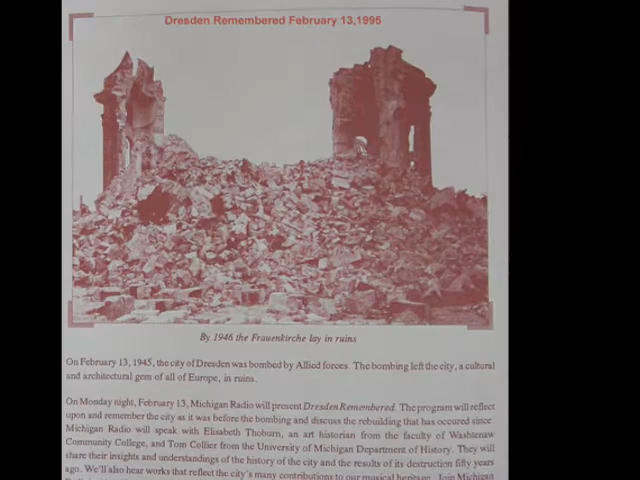 Dresden Remembered February 13,1995
By 1946 the Frauenkirche lay in ruins
On February 13, 1945, the city of Dresden was bombed by Allied forces. The bombing left the city, a cultural
and architectural gem of all of Europe, in ruins.
On Monday night, February 13, Michigan Radio will present Dresden Remembered. The program will reflect
upon and remember the city as it was before the bombing and discuss the rebuilding that has occured since.
Michigan Radio will speak with Elisabeth Thoburn, an art historian from the faculty of Washtenaw
Community College, and Tom Collier from the University of Michigan Department of History. They will
share their insights and understandings of the history of the city and the results of its destruction fifty years
ago. We'll also hear works that reflect the city's many contributions to our musical heritage. Join Michigan